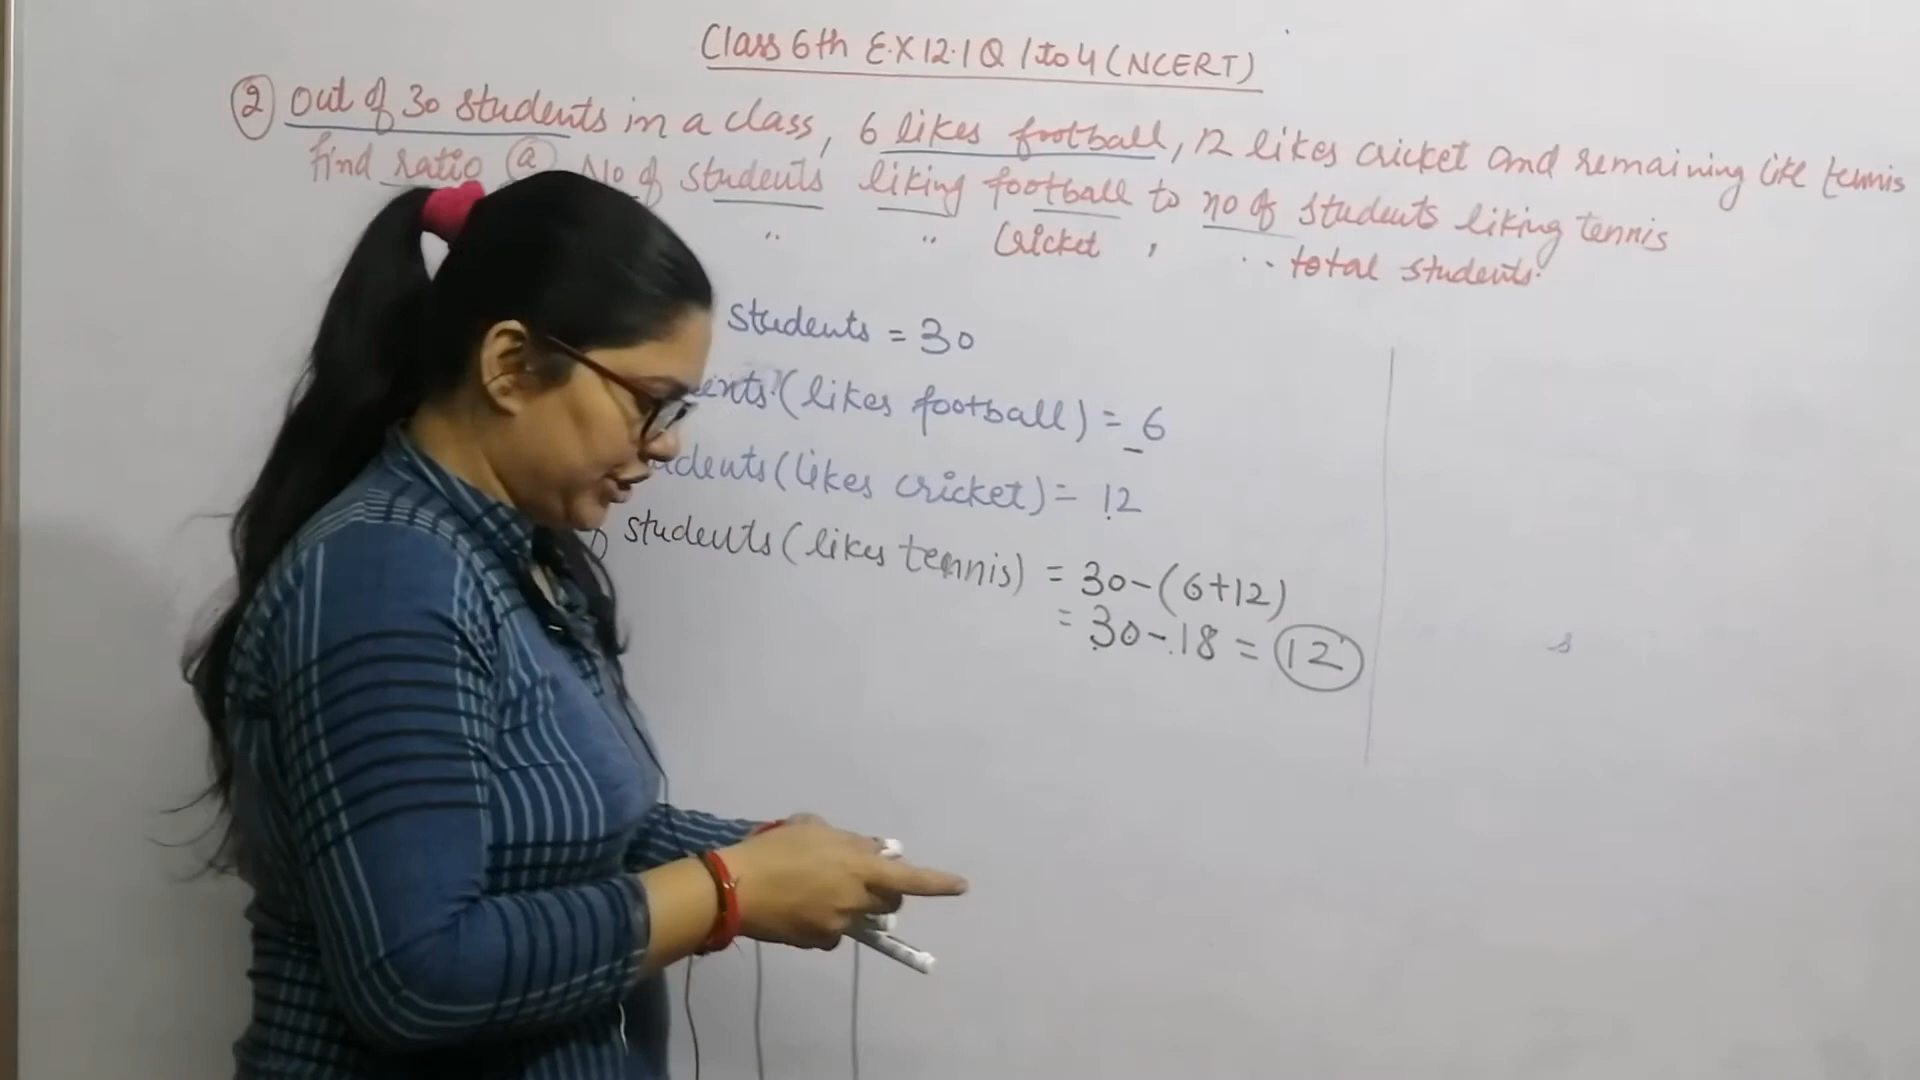 Class 6th E.X 12.1 Q 1 to 4 (NCERT)
② Out of 30 students in a class, 6 likes football, 12 likes cricket and remaining like tennis
find ratio ⓐ No of students liking football to no of students liking tennis
" " Cricket , " total students.
students = 30
(likes football) = 6
(likes cricket) = 12
students (likes tennis) = 30-(6+12)
= 30-18 = 12